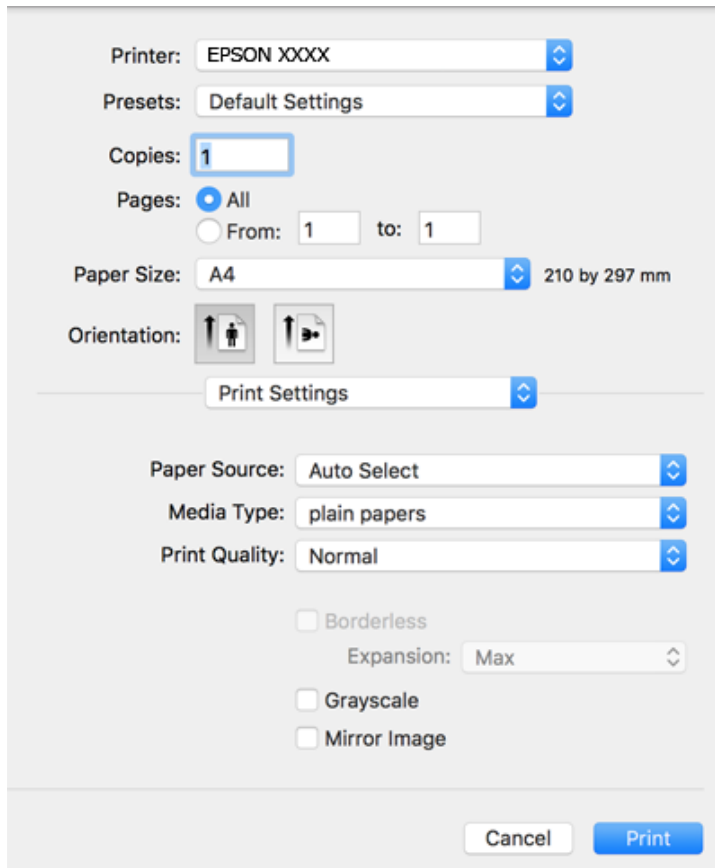 Printer: EPSON XXXX
Presets: Default Settings
Copies: 1
Pages: All
From: 1 to: 1
Paper Size: A4 210 by 297 mm
Orientation:
Print Settings
Paper Source: Auto Select
Media Type: plain papers
Print Quality: Normal
Borderless
Expansion: Max
Grayscale
Mirror Image
Cancel Print